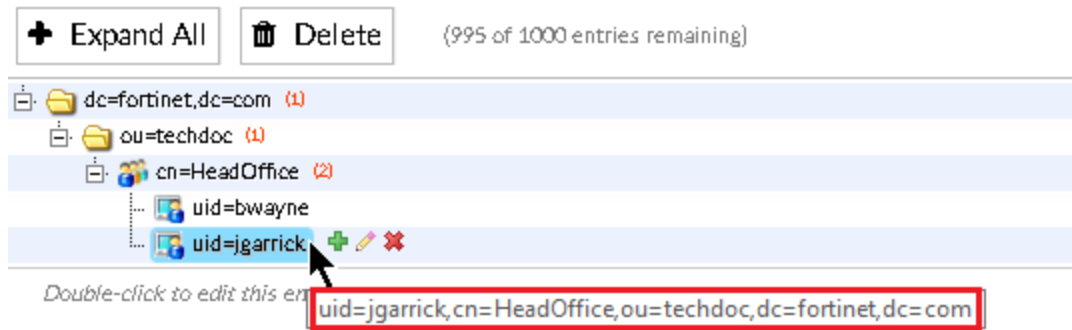 Expand All Delete (995 of 1000 entries remaining)
dc=fortinet,dc=com (1)
ou=techdoc (1)
cn=HeadOffice (2)
uid=bwayne
uid=jgarrick
Double-click to edit this en
uid=jgarrick,cn=HeadOffice,ou=techdoc,dc=fortinet,dc=com